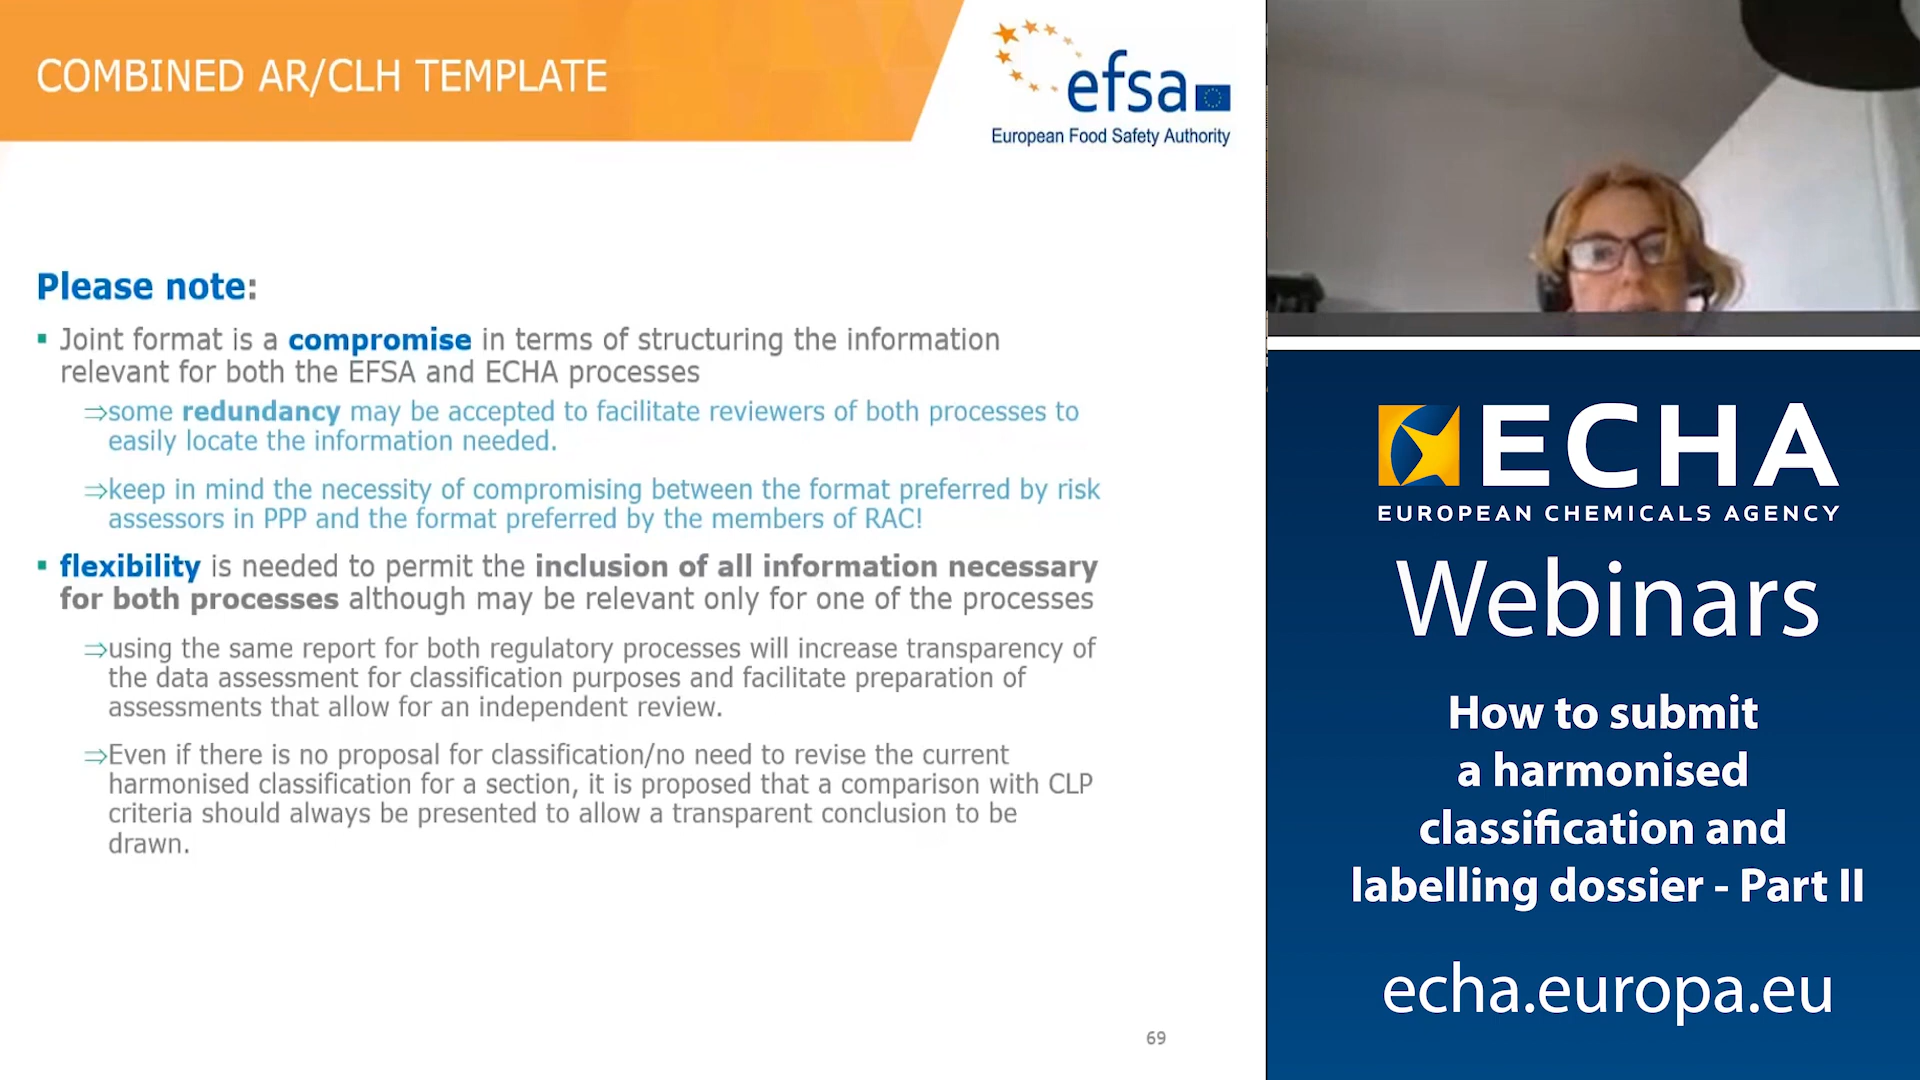 COMBINED AR/CLH TEMPLATE
efsa
European Food Safety Authority
Please note:
▪ Joint format is a compromise in terms of structuring the information
relevant for both the EFSA and ECHA processes
⇒some redundancy may be accepted to facilitate reviewers of both processes to
easily locate the information needed.
⇒keep in mind the necessity of compromising between the format preferred by risk
assessors in PPP and the format preferred by the members of RAC!
▪ flexibility is needed to permit the inclusion of all information necessary
for both processes although may be relevant only for one of the processes
⇒using the same report for both regulatory processes will increase transparency of
the data assessment for classification purposes and facilitate preparation of
assessments that allow for an independent review.
⇒Even if there is no proposal for classification/no need to revise the current
harmonised classification for a section, it is proposed that a comparison with CLP
criteria should always be presented to allow a transparent conclusion to be
drawn.
69
ECHA
EUROPEAN CHEMICALS AGENCY
Webinars
How to submit
a harmonised
classification and
labelling dossier - Part II
echa.europa.eu